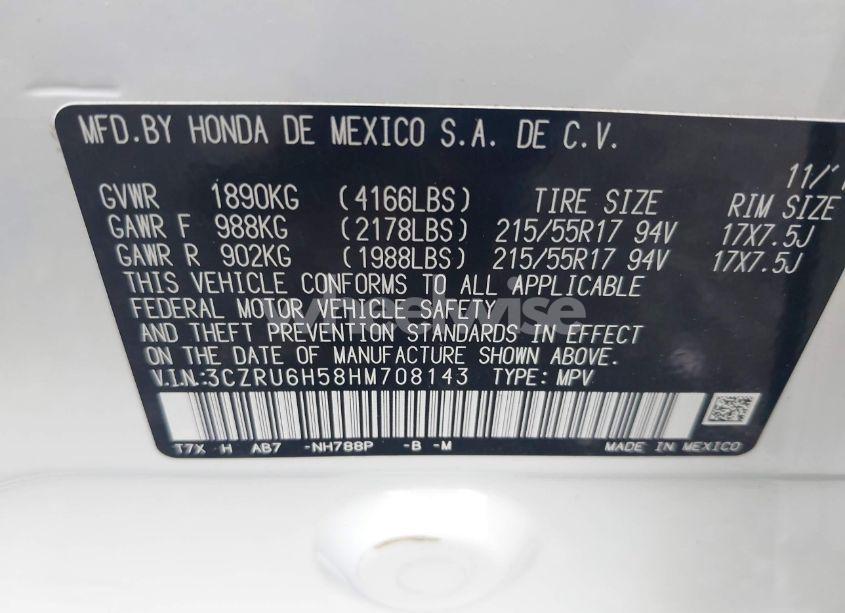 MFD.BY HONDA DE MEXICO S.A. DE C.V.
11/1
GVWR 1890KG (4166LBS) TIRE SIZE RIM SIZE
GAWR F 988KG (2178LBS) 215/55R17 94V 17X7.5J
GAWR R 902KG (1988LBS) 215/55R17 94V 17X7.5J
THIS VEHICLE CONFORMS TO ALL APPLICABLE
FEDERAL MOTOR VEHICLE SAFETY
AND THEFT PREVENTION STANDARDS IN EFFECT
ON THE DATE OF MANUFACTURE SHOWN ABOVE.
V.I.N.:3CZRU6H58HM708143 TYPE: MPV
T7X H AB7 -NH788P -B -M MADE IN MEXICO
wheelwise